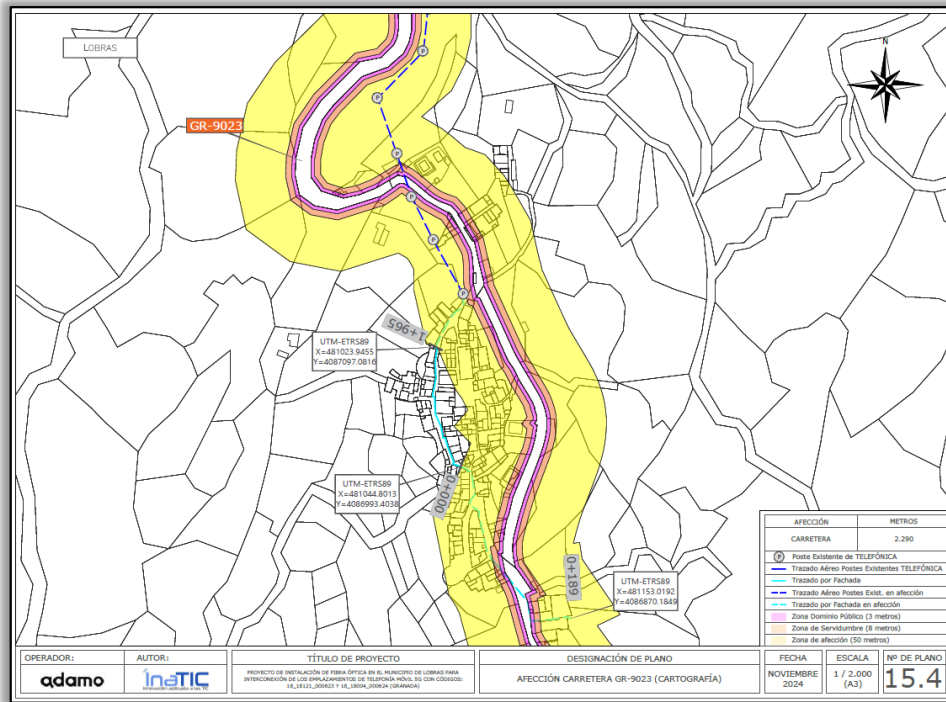 LOBRAS
N
GR-9023
P
P
P
P
P
P
1+965
UTM-ETRS89
X=481023.9455
Y=4087097.0816
UTM-ETRS89
X=481044.8013
Y=4086993.4038
0+000
0+189
UTM-ETRS89
X=481153.0192
Y=4086870.1849
AFECCIÓN METROS
CARRETERA 2.290
P Poste Existente de TELEFÓNICA
Trazado Aéreo Postes Existentes TELEFÓNICA
Trazado por Fachada
Trazado Aéreo Postes Exist. en afección
Trazado por Fachada en afección
Zona Dominio Público (3 metros)
Zona de Servidumbre (8 metros)
Zona de afección (50 metros)
OPERADOR:
adamo
AUTOR:
inaTIC
Innovación aplicada a las TIC
TÍTULO DE PROYECTO
PROYECTO DE INSTALACIÓN DE FIBRA ÓPTICA EN EL MUNICIPIO DE LOBRAS PARA
INTERCONEXIÓN DE LOS EMPLAZAMIENTOS DE TELEFONÍA MÓVIL 5G CON CÓDIGOS:
18_18121_000623 Y 18_18004_000624 (GRANADA)
DESIGNACIÓN DE PLANO
AFECCIÓN CARRETERA GR-9023 (CARTOGRAFÍA)
FECHA
NOVIEMBRE
2024
ESCALA
1 / 2.000
(A3)
Nº DE PLANO
15.4